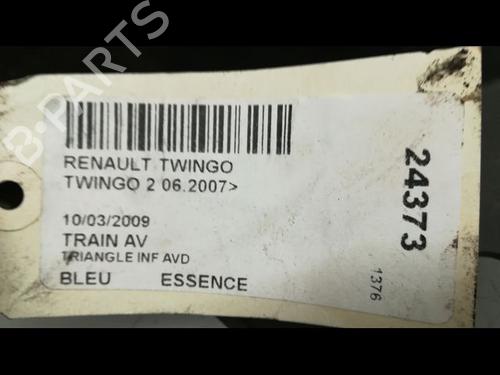 RENAULT TWINGO
TWINGO 2 06.2007>
10/03/2009
TRAIN AV
TRIANGLE INF AVD
BLEU ESSENCE
24373
1376
B-PARTS